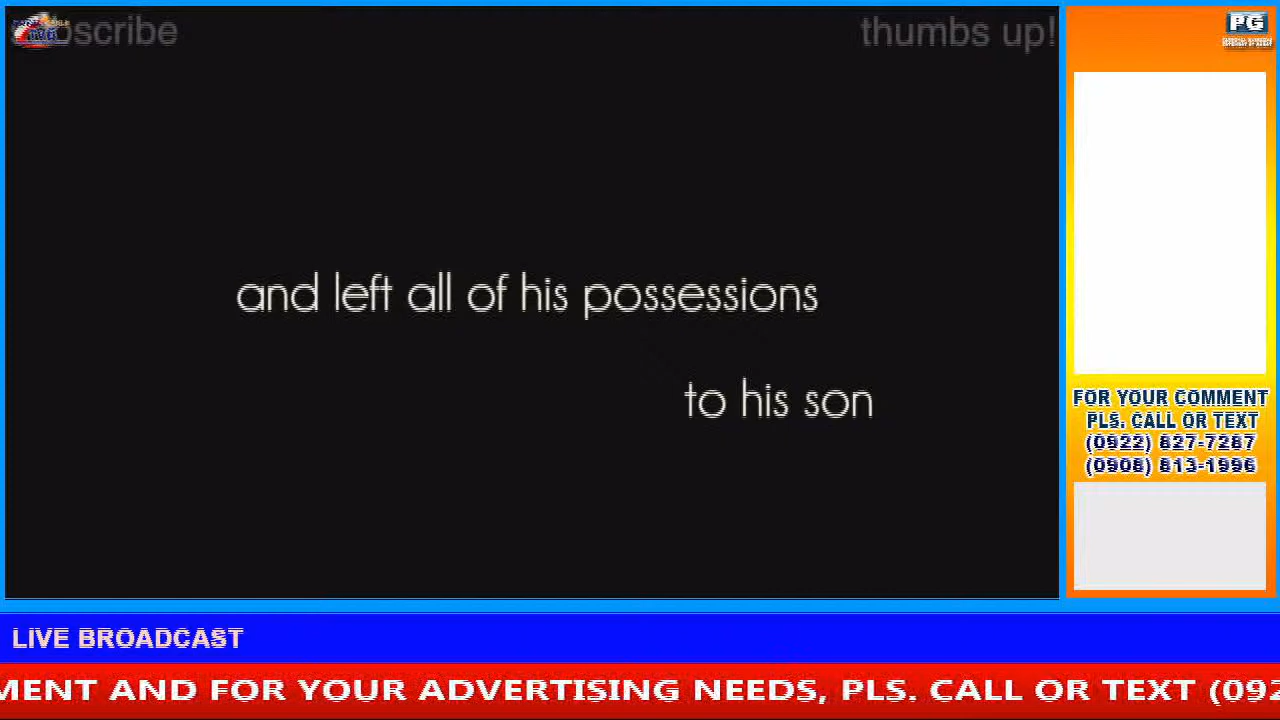 subscribe
thumbs up!
PG
and left all of his possessions
to his son
FOR YOUR COMMENT
PLS. CALL OR TEXT
(0922) 827-7287
(0908) 813-1996
LIVE BROADCAST
MENT AND FOR YOUR ADVERTISING NEEDS, PLS. CALL OR TEXT (092